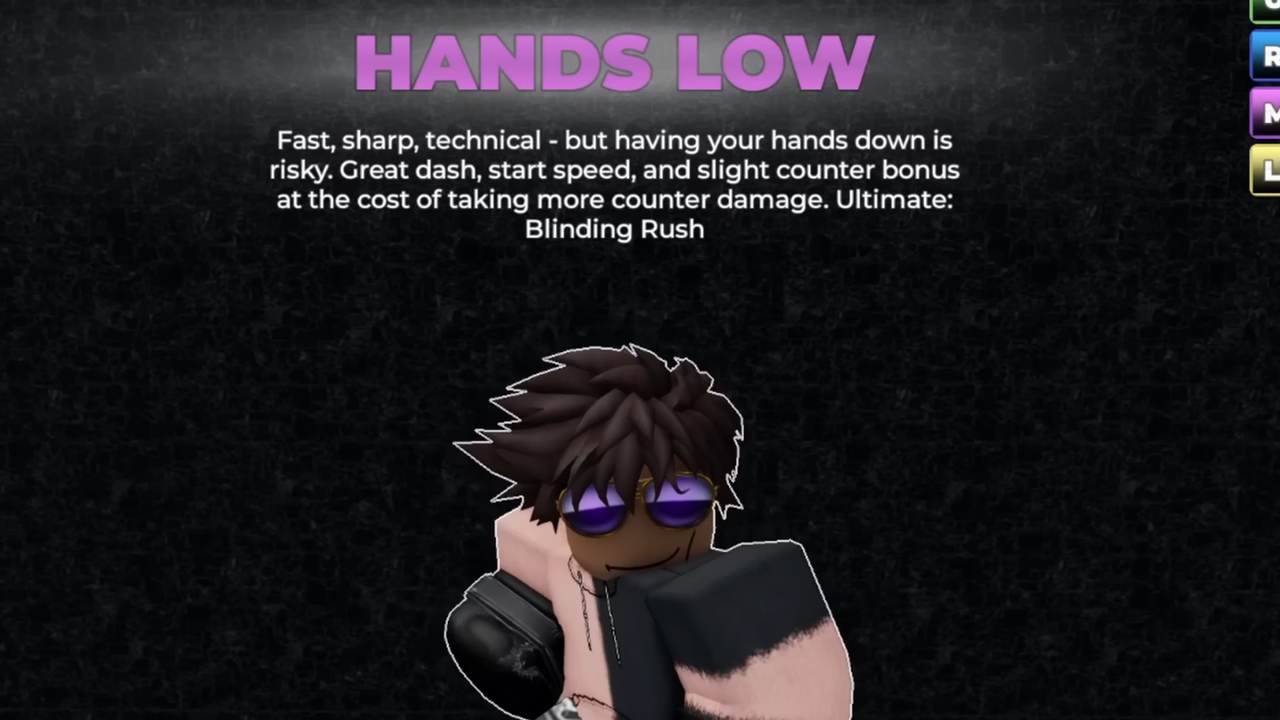 HANDS LOW
Fast, sharp, technical - but having your hands down is
risky. Great dash, start speed, and slight counter bonus
at the cost of taking more counter damage. Ultimate:
Blinding Rush
R
M
L